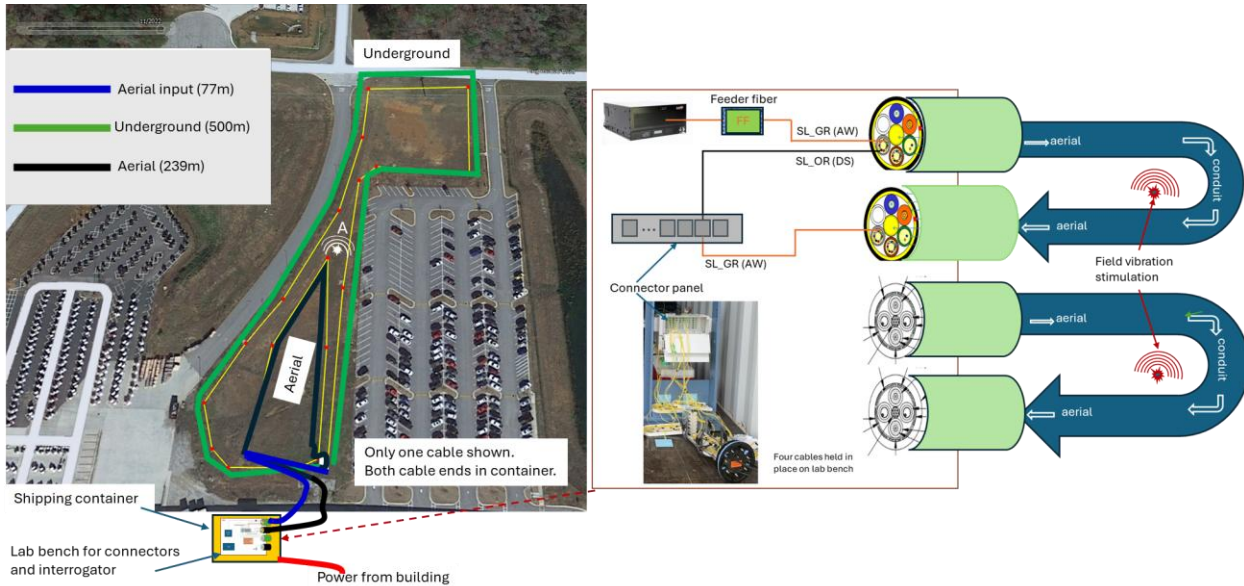 11/2022
Underground
Aerial input (77m)
Underground (500m)
Aerial (239m)
A
Aerial
Only one cable shown.
Both cable ends in container.
Shipping container
Lab bench for connectors
and interrogator
Power from building
Feeder fiber
FF
SL_GR (AW)
SL_OR (DS)
SL_GR (AW)
Connector panel
Four cables held in
place on lab bench
aerial
conduit
aerial
Field vibration
stimulation
aerial
conduit
aerial